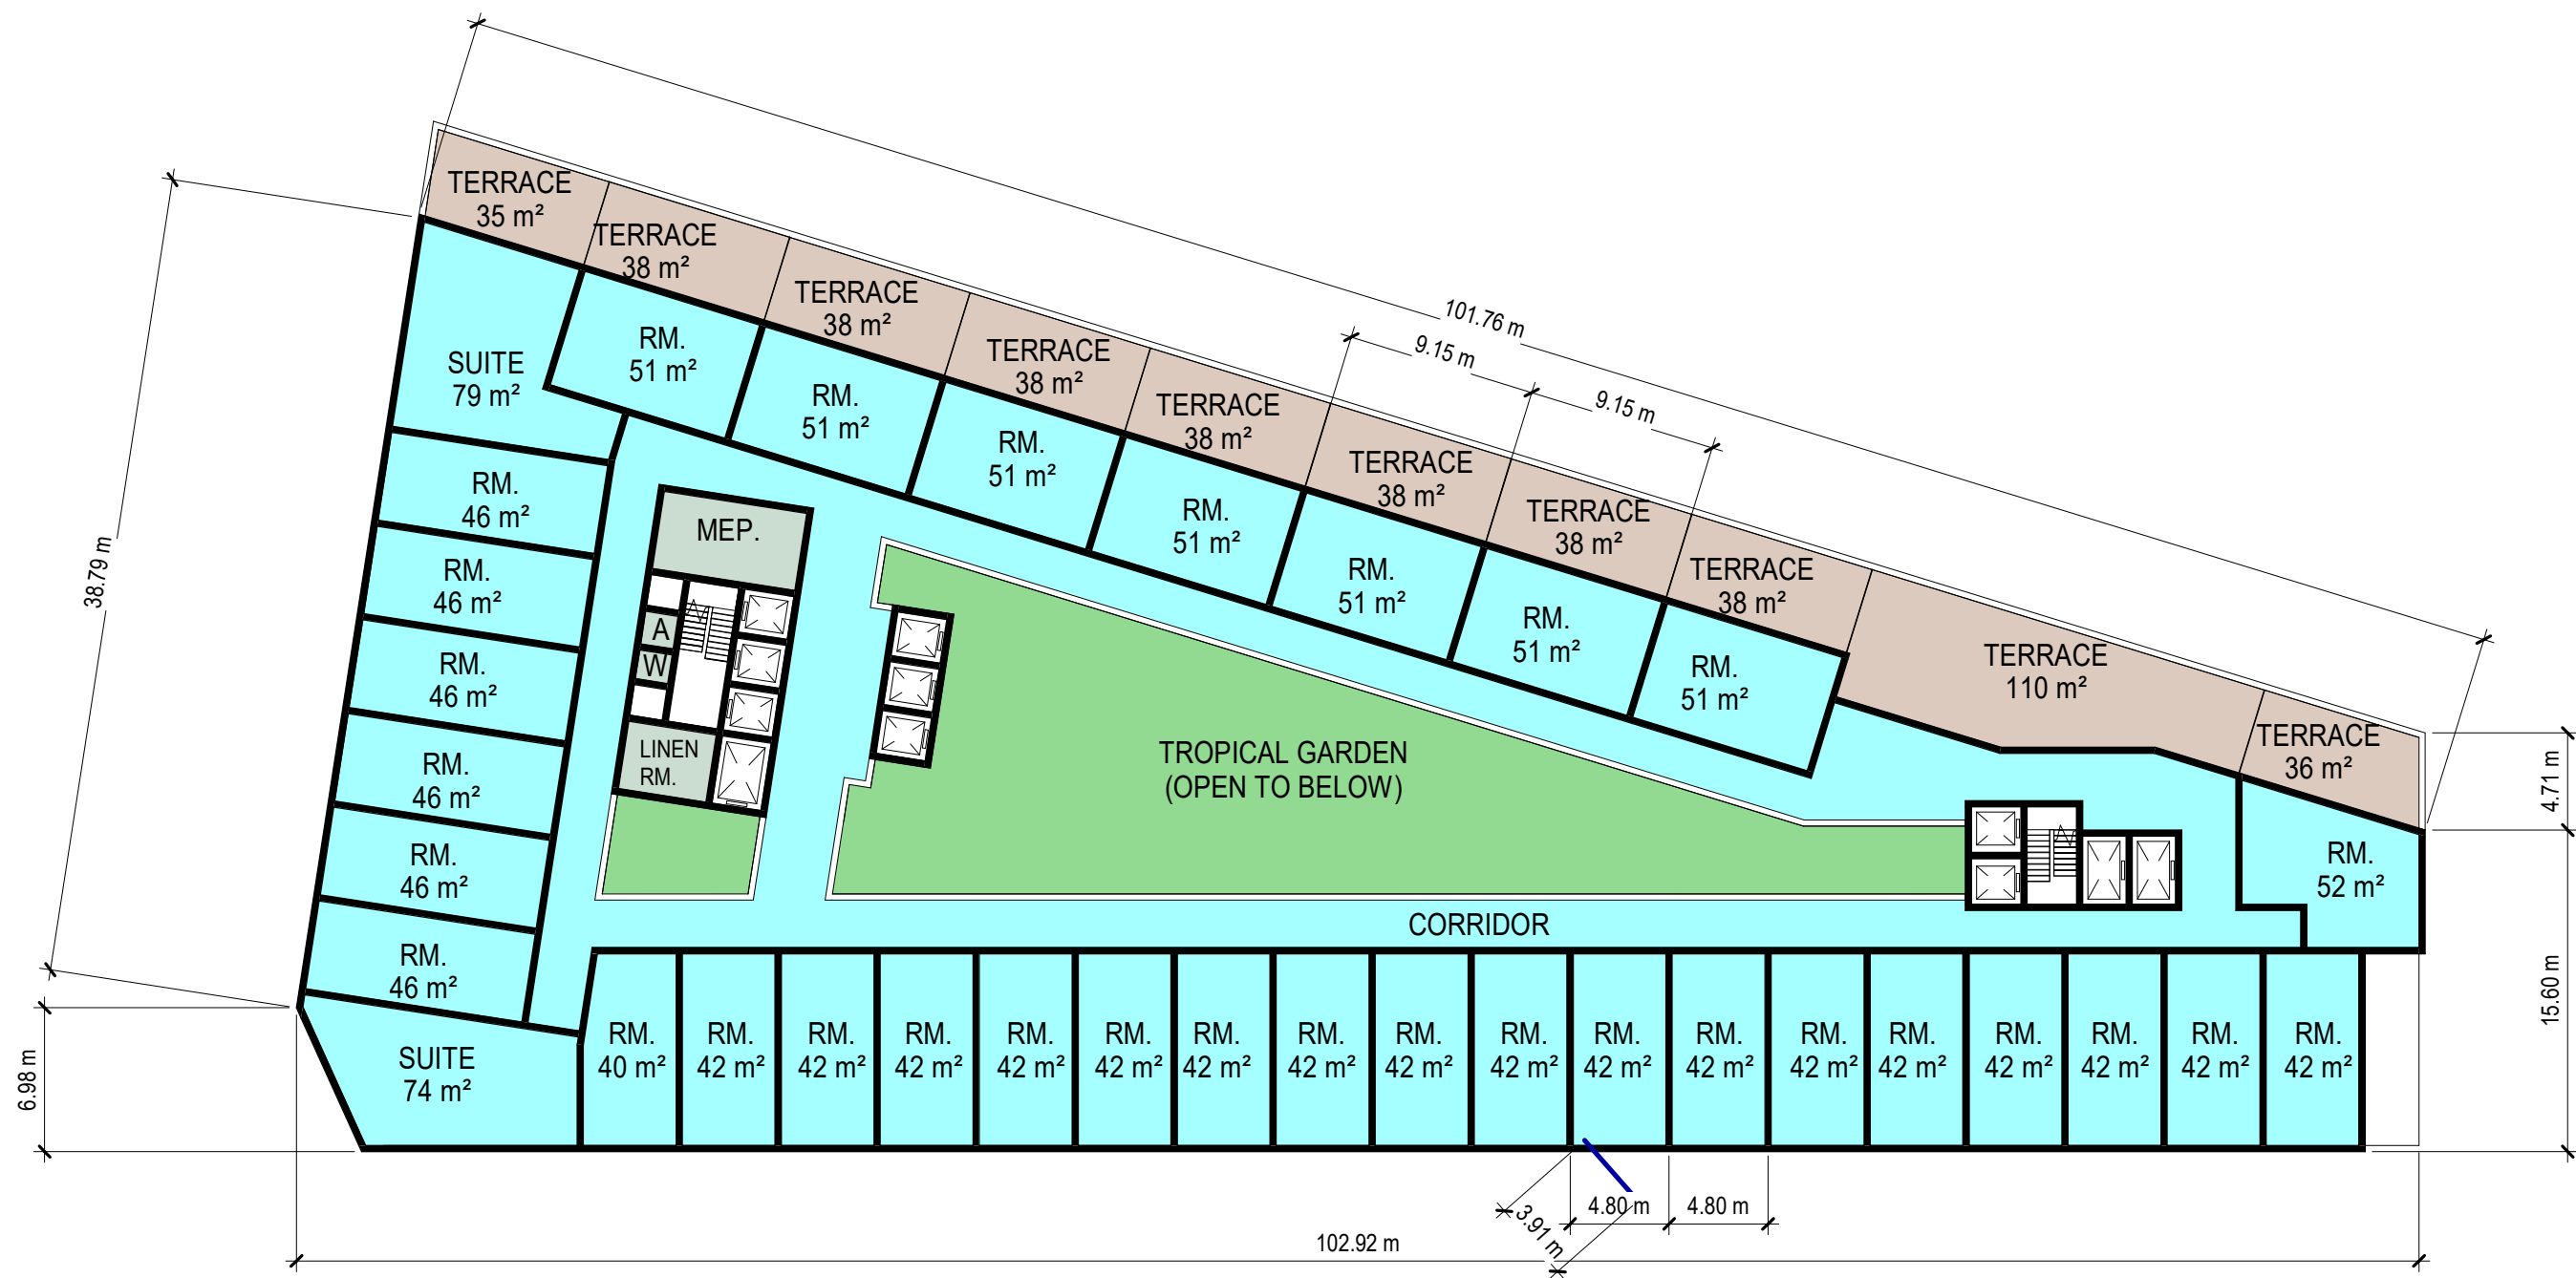 TERRACE
35 m²
TERRACE
38 m²
TERRACE
38 m²
TERRACE
38 m²
TERRACE
38 m²
TERRACE
38 m²
TERRACE
38 m²
TERRACE
38 m²
TERRACE
110 m²
TERRACE
36 m²
101.76 m
9.15 m
9.15 m
38.79 m
SUITE
79 m²
RM.
51 m²
RM.
51 m²
RM.
51 m²
RM.
51 m²
RM.
51 m²
RM.
51 m²
RM.
51 m²
RM.
46 m²
RM.
46 m²
RM.
46 m²
RM.
46 m²
RM.
46 m²
RM.
46 m²
MEP.
A
W
LINEN
RM.
TROPICAL GARDEN
(OPEN TO BELOW)
CORRIDOR
RM.
52 m²
4.71 m
15.60 m
6.98 m
SUITE
74 m²
RM.
40 m²
RM.
42 m²
RM.
42 m²
RM.
42 m²
RM.
42 m²
RM.
42 m²
RM.
42 m²
RM.
42 m²
RM.
42 m²
RM.
42 m²
RM.
42 m²
RM.
42 m²
RM.
42 m²
RM.
42 m²
RM.
42 m²
RM.
42 m²
RM.
42 m²
RM.
42 m²
4.80 m
4.80 m
3.91 m
102.92 m